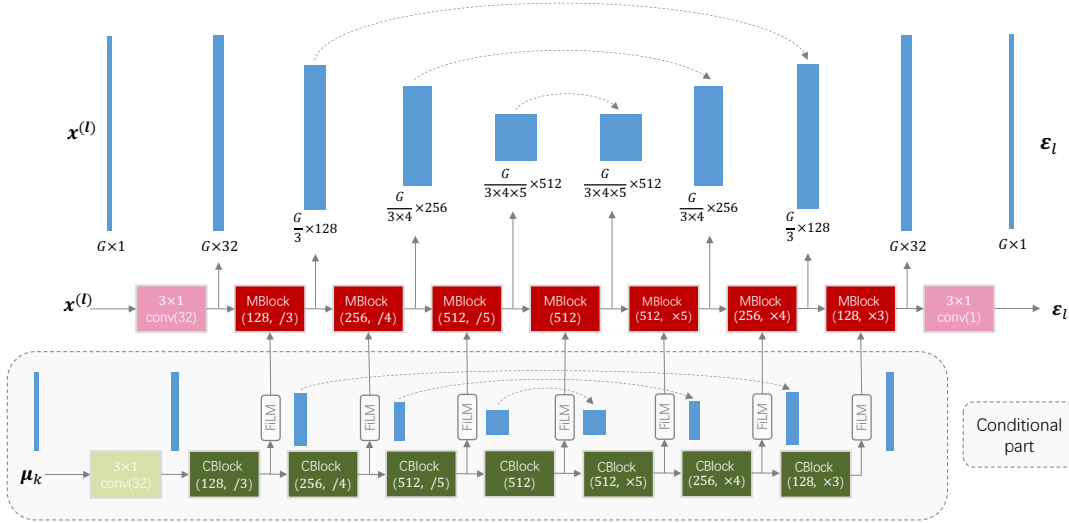 x^(l)
ε_l
G×1
G×32
G/3 ×128
G/(3×4) ×256
G/(3×4×5) ×512
G/(3×4×5) ×512
G/(3×4) ×256
G/3 ×128
G×32
G×1
x^(l)
3×1
conv(32)
MBlock
(128, /3)
MBlock
(256, /4)
MBlock
(512, /5)
MBlock
(512)
MBlock
(512, ×5)
MBlock
(256, ×4)
MBlock
(128, ×3)
3×1
conv(1)
ε_l
FiLM
FiLM
FiLM
FiLM
FiLM
FiLM
FiLM
μ_k
3×1
conv(32)
CBlock
(128, /3)
CBlock
(256, /4)
CBlock
(512, /5)
CBlock
(512)
CBlock
(512, ×5)
CBlock
(256, ×4)
CBlock
(128, ×3)
Conditional
part